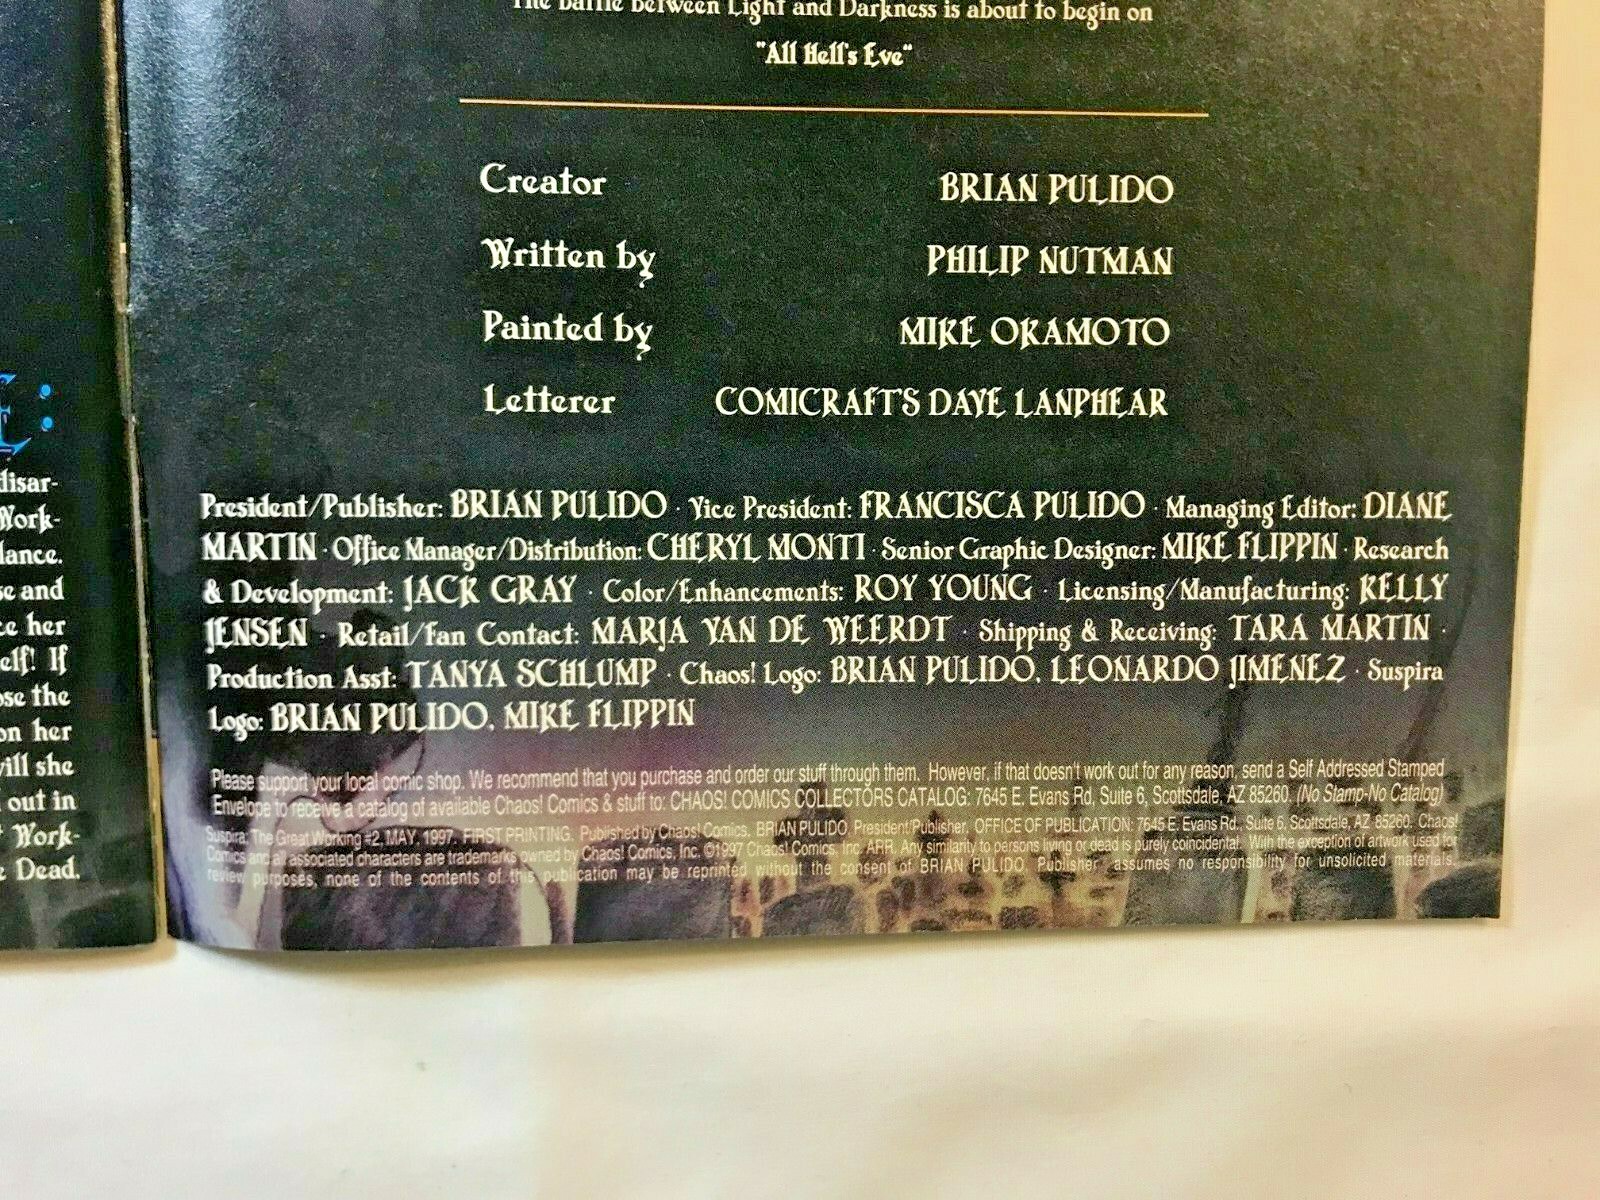 The Battle between Light and Darkness is about to begin on
"All Hell's Eve"
Creator BRIAN PULIDO
Written by PHILIP NUTMAN
Painted by MIKE OKAMOTO
Letterer COMICRAFT'S DAVE LANPHEAR
President/Publisher: BRIAN PULIDO · Vice President: FRANCISCA PULIDO · Managing Editor: DIANE
MARTIN · Office Manager/Distribution: CHERYL MONTI · Senior Graphic Designer: MIKE FLIPPIN · Research
& Development: JACK GRAY · Color/Enhancements: ROY YOUNG · Licensing/Manufacturing: KELLY
JENSEN · Retail/Fan Contact: MARJA VAN DE WEERDT · Shipping & Receiving: TARA MARTIN ·
Production Asst: TANYA SCHLUMP · Chaos! Logo: BRIAN PULIDO, LEONARDO JIMENEZ · Suspira
Logo: BRIAN PULIDO, MIKE FLIPPIN
Please support your local comic shop. We recommend that you purchase and order our stuff through them. However, if that doesn't work out for any reason, send a Self Addressed Stamped
Envelope to receive a catalog of available Chaos! Comics & stuff to: CHAOS! COMICS COLLECTORS CATALOG: 7645 E. Evans Rd, Suite 6, Scottsdale, AZ 85260. (No Stamp-No Catalog)
Suspira, The Great Working #2, MAY, 1997. FIRST PRINTING. Published by Chaos! Comics. BRIAN PULIDO, President/Publisher, OFFICE OF PUBLICATION: 7645 E. Evans Rd., Suite 6, Scottsdale, AZ 85260. Chaos!
Comics and all associated characters are trademarks owned by Chaos! Comics, Inc. ©1997 Chaos! Comics, Inc. ARR. Any similarity to persons living or dead is purely coincidental. With the exception of artwork used for
review purposes, none of the contents of this publication may be reprinted without the consent of BRIAN PULIDO. Publisher assumes no responsibility for unsolicited materials.
E:
disar-
Work-
lance.
and
her
elf! If
the
on her
will she
out in
Work-
Dead,